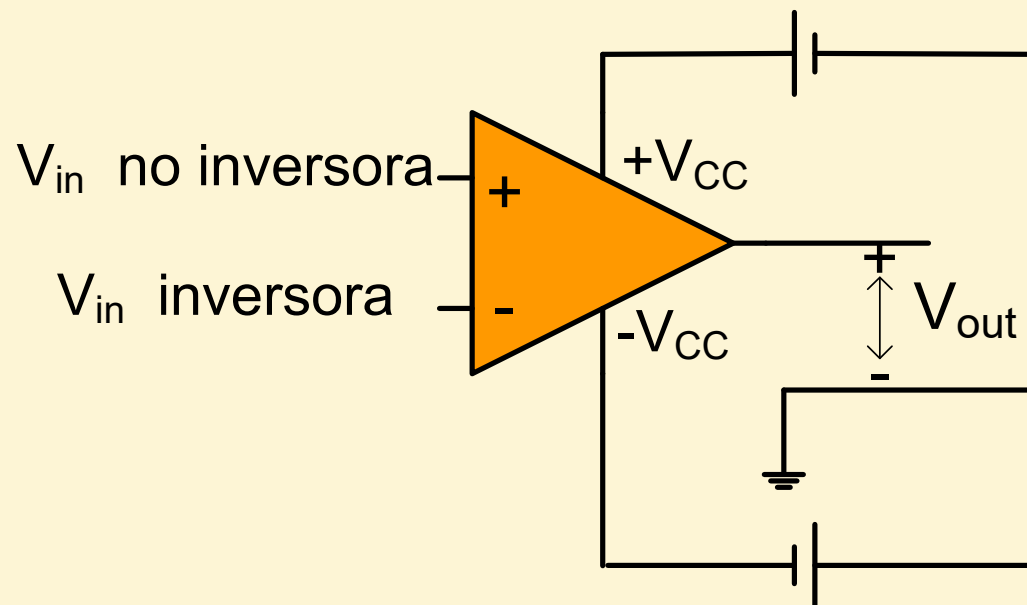 Vin no inversora
+
+VCC
Vin inversora
-
-VCC
+
Vout
-